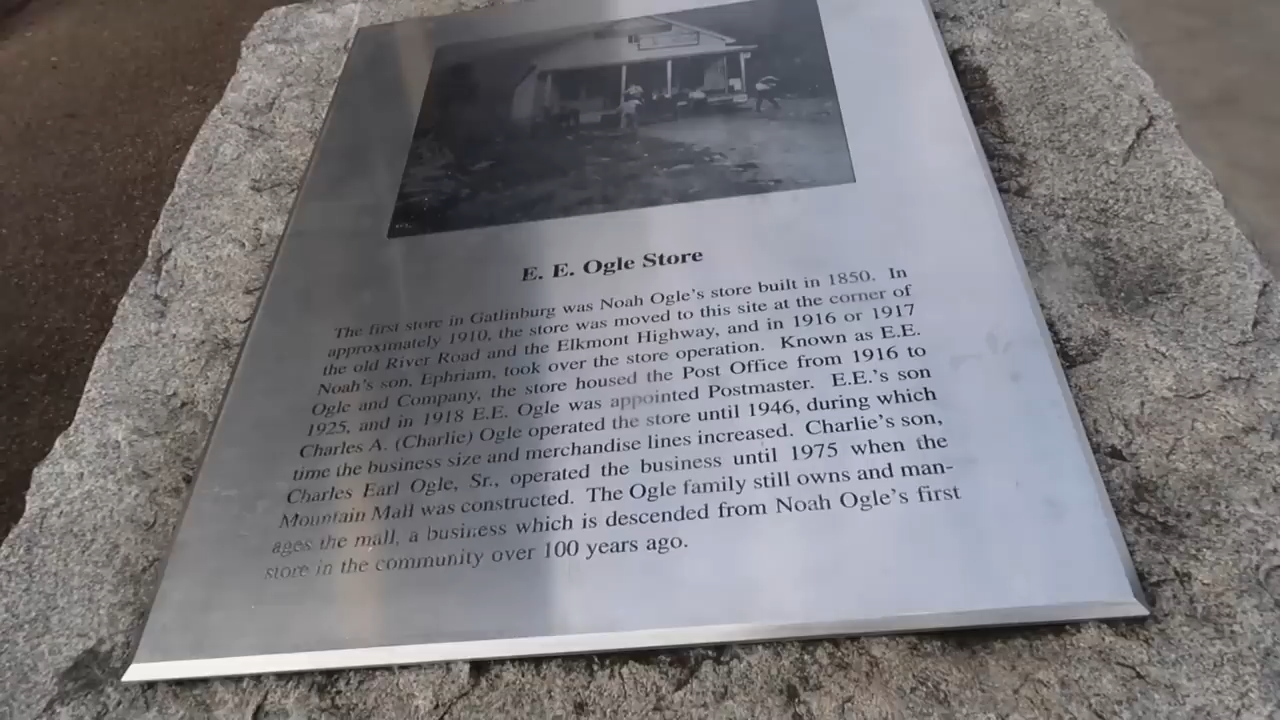 E. E. Ogle Store
The first store in Gatlinburg was Noah Ogle's store built in 1850. In
approximately 1910, the store was moved to this site at the corner of
the old River Road and the Elkmont Highway, and in 1916 or 1917
Noah's son, Ephriam, took over the store operation. Known as E.E.
Ogle and Company, the store housed the Post Office from 1916 to
1925, and in 1918 E.E. Ogle was appointed Postmaster. E.E.'s son
Charles A. (Charlie) Ogle operated the store until 1946, during which
time the business size and merchandise lines increased. Charlie's son,
Charles Earl Ogle, Sr., operated the business until 1975 when the
Mountain Mall was constructed. The Ogle family still owns and man-
ages the mall, a business which is descended from Noah Ogle's first
store in the community over 100 years ago.